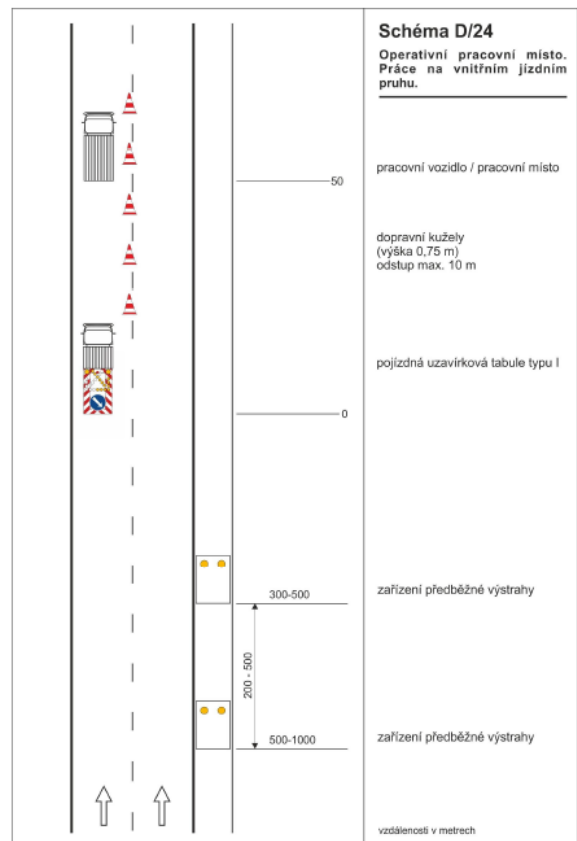 Schéma D/24
Operativní pracovní místo.
Práce na vnitřním jízdním
pruhu.
50
pracovní vozidlo / pracovní místo
dopravní kužely
(výška 0,75 m)
odstup max. 10 m
pojízdná uzavírková tabule typu I
0
300-500
zařízení předběžné výstrahy
200 - 500
500-1000
zařízení předběžné výstrahy
vzdálenosti v metrech